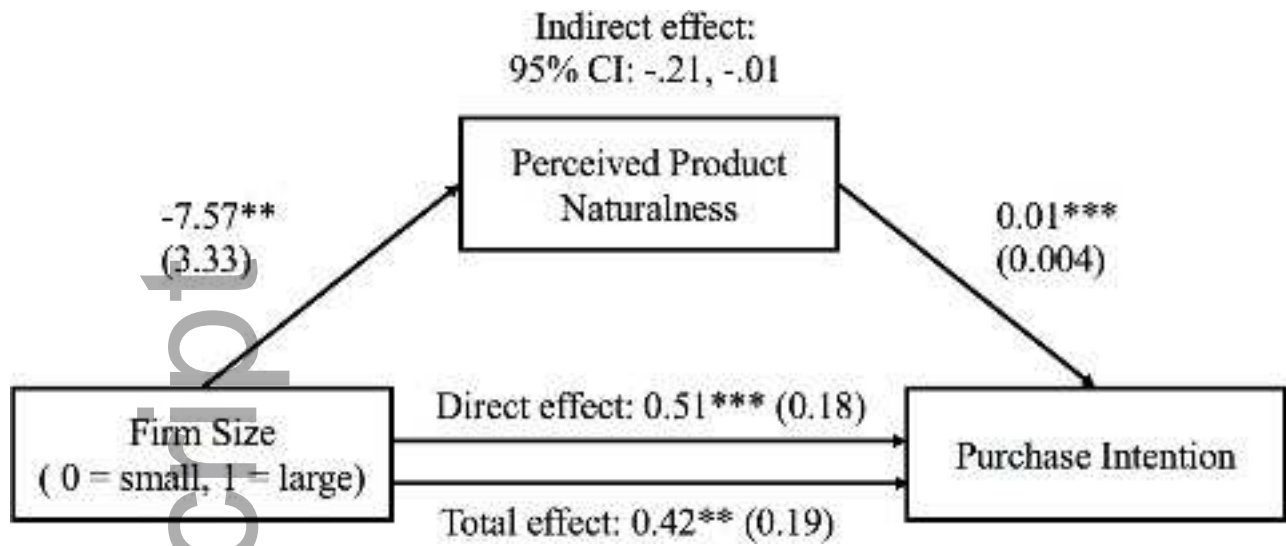 Indirect effect:
95% CI: -.21, -.01
Perceived Product
Naturalness
-7.57**
(3.33)
0.01***
(0.004)
Direct effect: 0.51*** (0.18)
Firm Size
( 0 = small, 1 = large)
Purchase Intention
Total effect: 0.42** (0.19)
cript